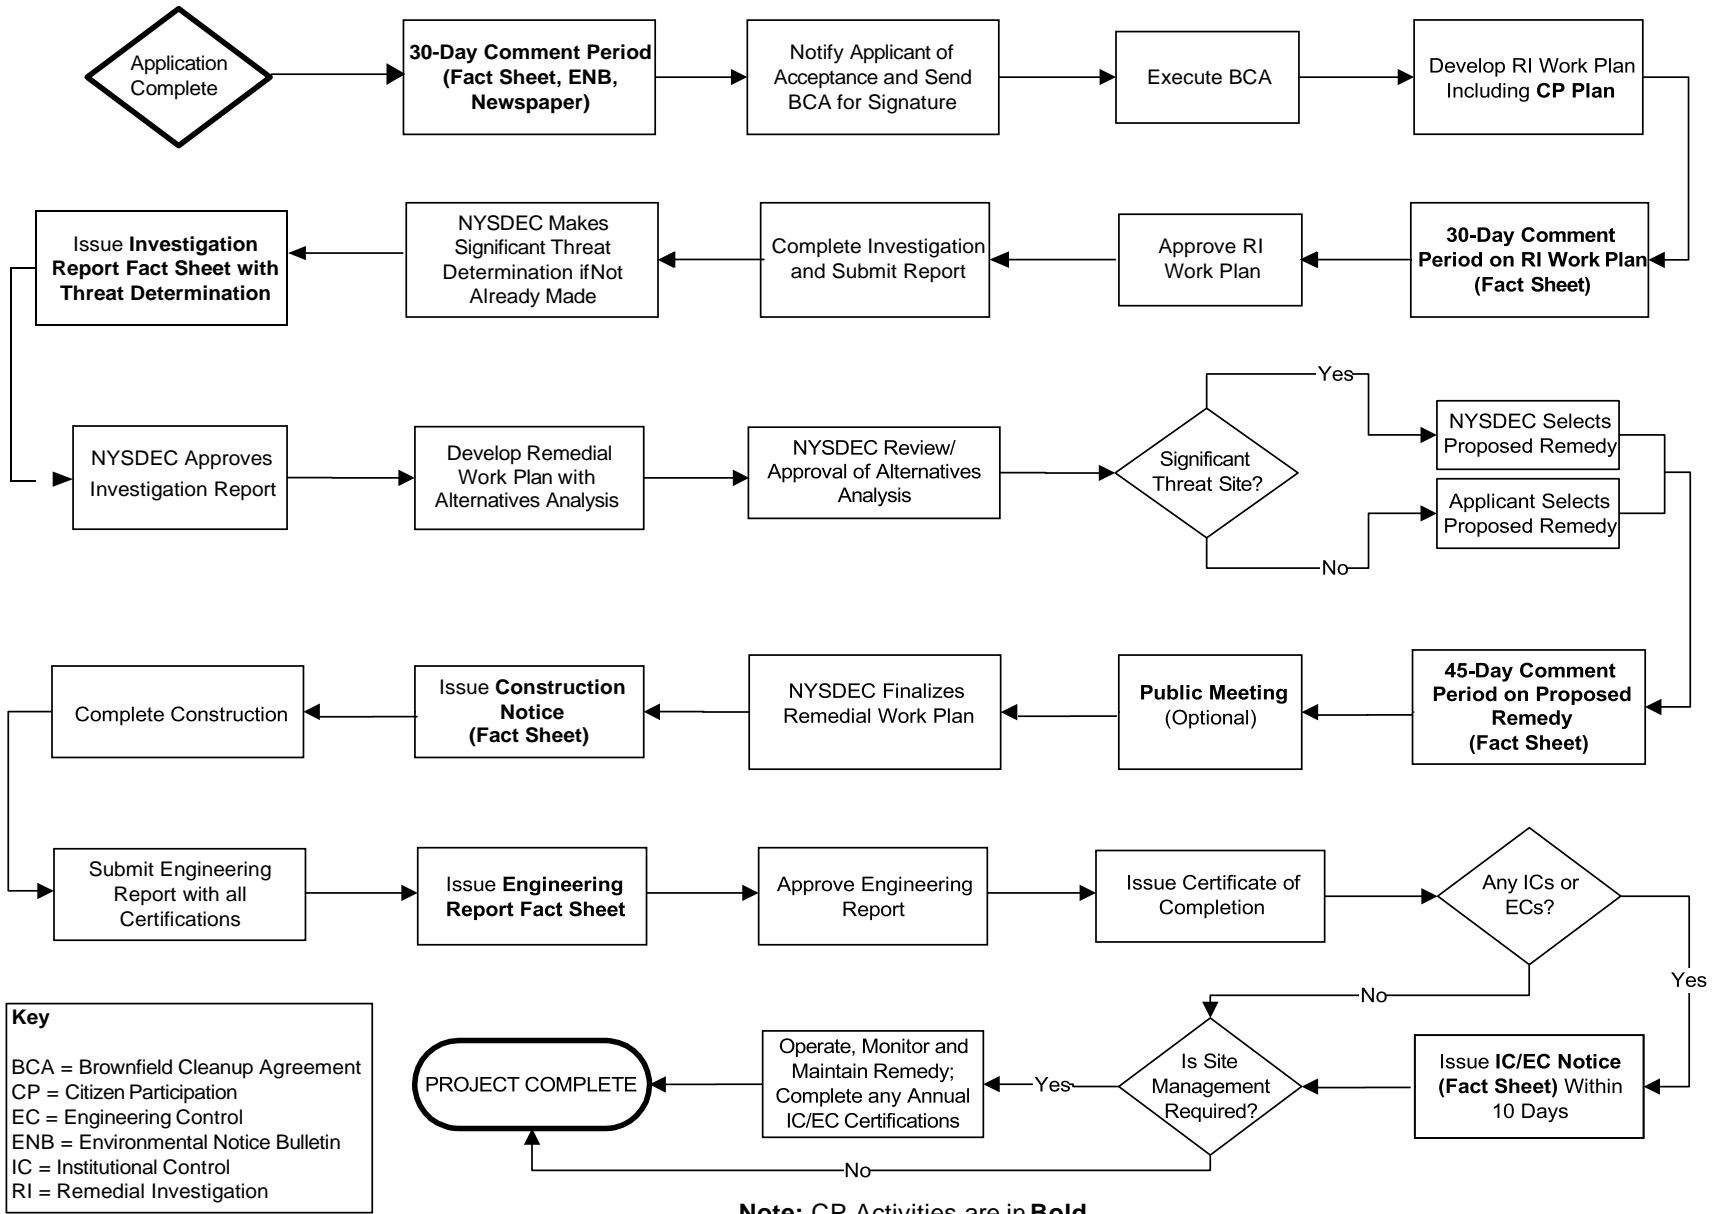 Application
Complete
30-Day Comment Period
(Fact Sheet, ENB,
Newspaper)
Notify Applicant of
Acceptance and Send
BCA for Signature
Execute BCA
Develop RI Work Plan
Including CP Plan
Issue Investigation
Report Fact Sheet with
Threat Determination
NYSDEC Makes
Significant Threat
Determination ifNot
Already Made
Complete Investigation
and Submit Report
Approve RI
Work Plan
30-Day Comment
Period on RI Work Plan
(Fact Sheet)
NYSDEC Approves
Investigation Report
Develop Remedial
Work Plan with
Alternatives Analysis
NYSDEC Review/
Approval of Alternatives
Analysis
Significant
Threat Site?
Yes
No
NYSDEC Selects
Proposed Remedy
Applicant Selects
Proposed Remedy
Complete Construction
Issue Construction
Notice
(Fact Sheet)
NYSDEC Finalizes
Remedial Work Plan
Public Meeting
(Optional)
45-Day Comment
Period on Proposed
Remedy
(Fact Sheet)
Submit Engineering
Report with all
Certifications
Issue Engineering
Report Fact Sheet
Approve Engineering
Report
Issue Certificate of
Completion
Any ICs or
ECs?
Yes
No
Key
BCA = Brownfield Cleanup Agreement
CP = Citizen Participation
EC = Engineering Control
ENB = Environmental Notice Bulletin
IC = Institutional Control
RI = Remedial Investigation
PROJECT COMPLETE
Operate, Monitor and
Maintain Remedy;
Complete any Annual
IC/EC Certifications
Yes
Is Site
Management
Required?
Issue IC/EC Notice
(Fact Sheet) Within
10 Days
No
Note: CP Activities are in Bold